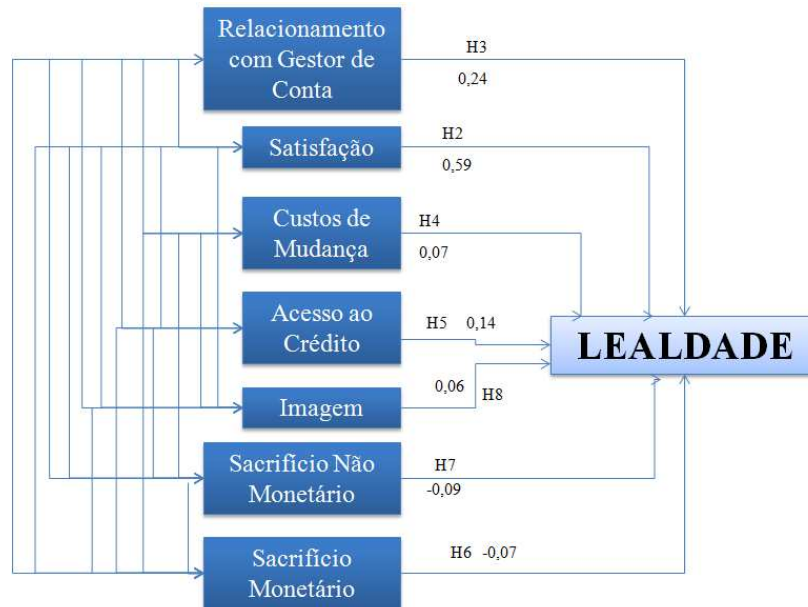 Relacionamento
com Gestor de
Conta
H3
0,24
Satisfação
H2
0,59
Custos de
Mudança
H4
0,07
Acesso ao
Crédito
H5 0,14
LEALDADE
Imagem
0,06
H8
Sacrifício Não
Monetário
H7
-0,09
Sacrifício
Monetário
H6 -0,07